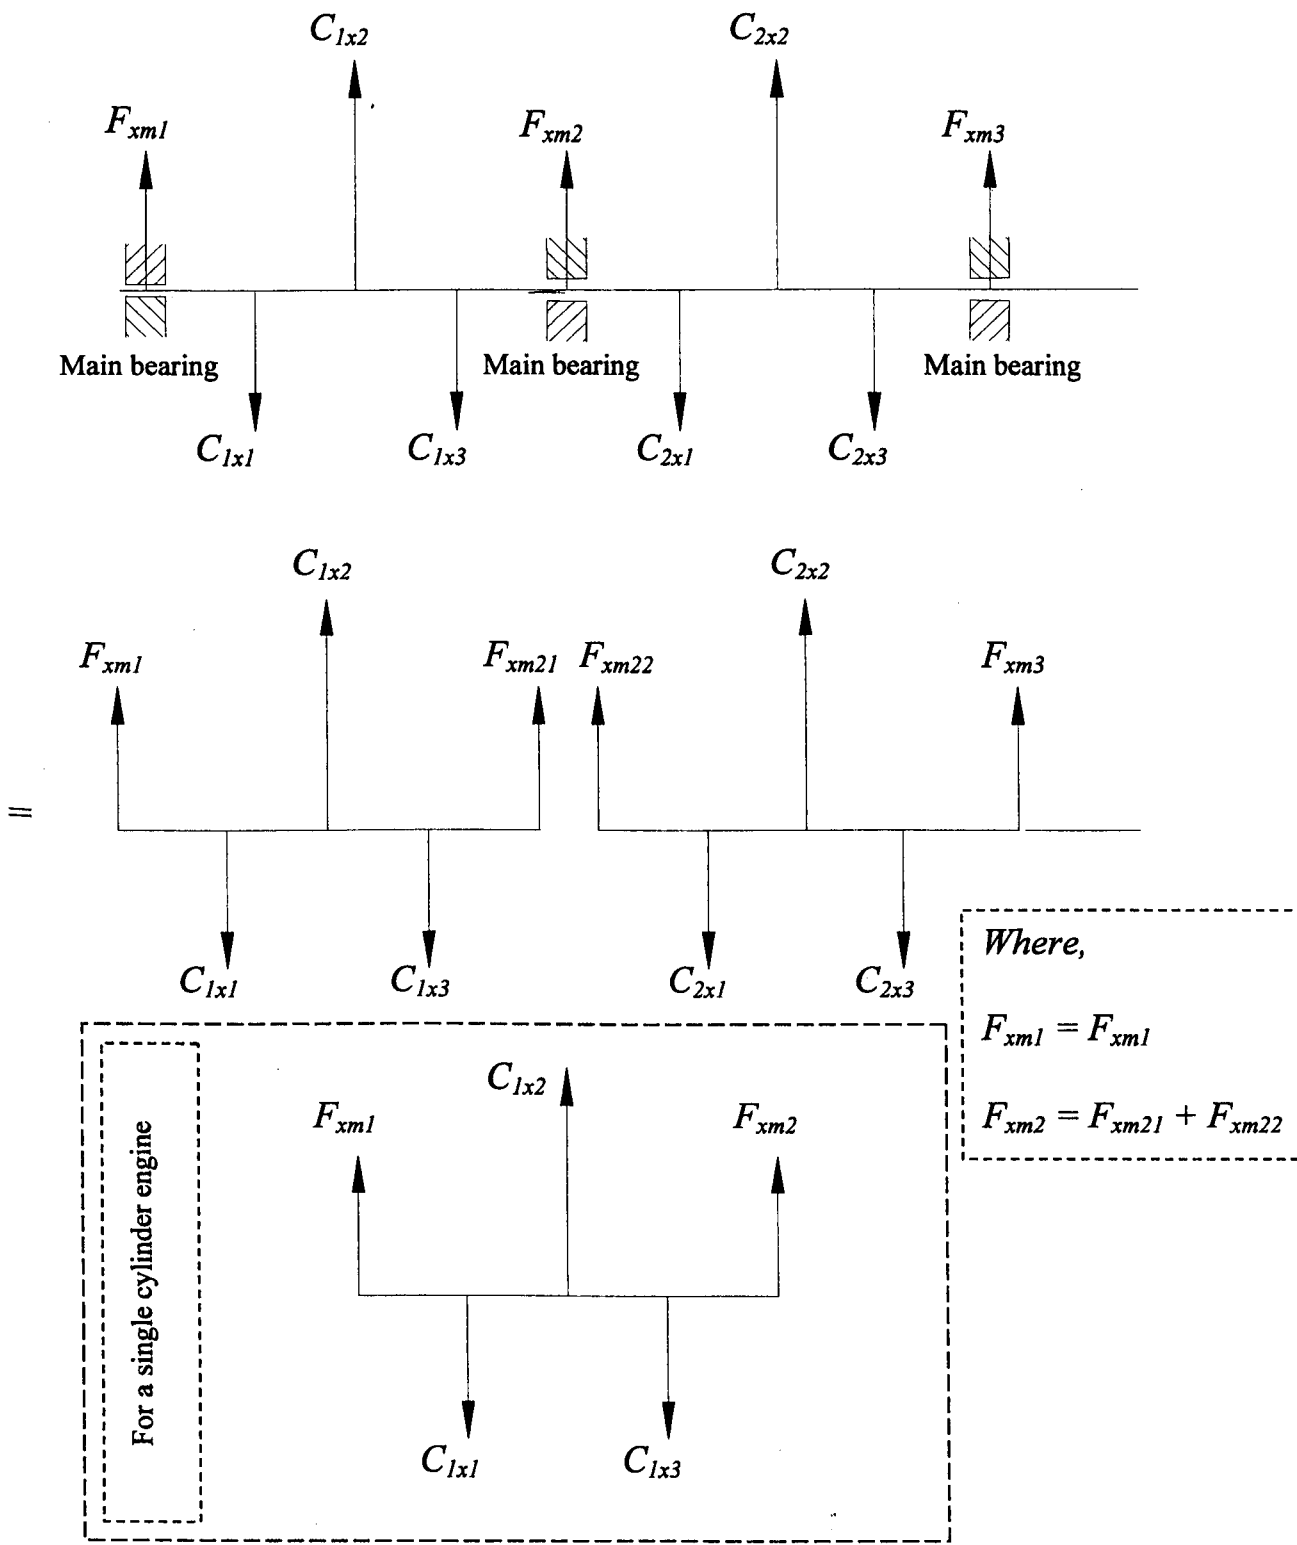 C1x2 C2x2
Fxm1 Fxm2 Fxm3
Main bearing Main bearing Main bearing
C1x1 C1x3 C2x1 C2x3
C1x2 C2x2
Fxm1 Fxm21 Fxm22 Fxm3
=
C1x1 C1x3 C2x1 C2x3
Where,
Fxm1 = Fxm1
Fxm2 = Fxm21 + Fxm22
For a single cylinder engine
C1x2
Fxm1 Fxm2
C1x1 C1x3